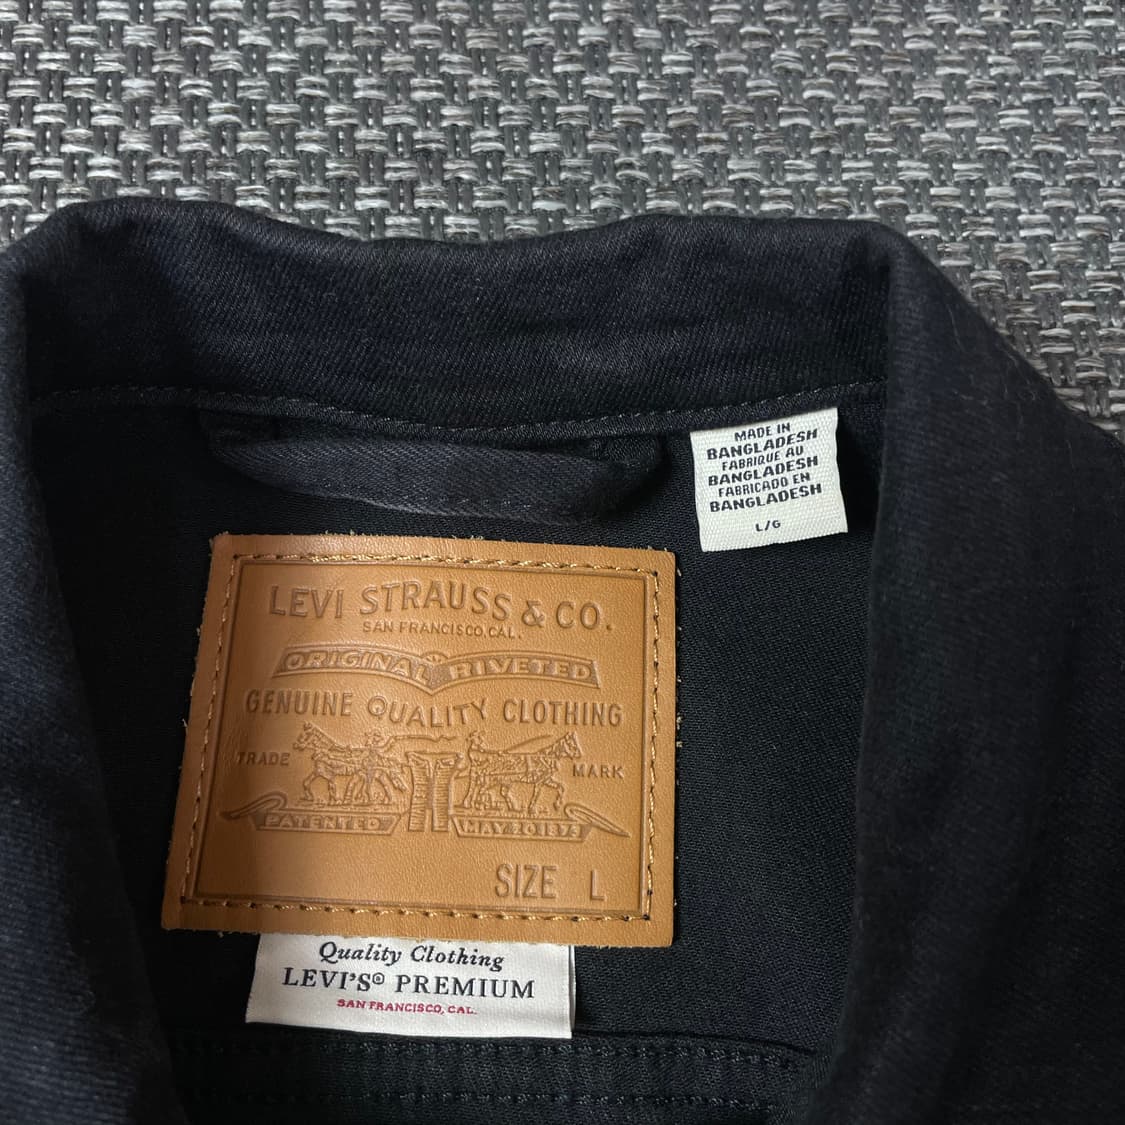 MADE IN
BANGLADESH
FABRIQUE AU
BANGLADESH
FABRICADO EN
BANGLADESH
L/G
LEVI STRAUSS & CO.
SAN FRANCISCO, CAL.
ORIGINAL RIVETED
GENUINE QUALITY CLOTHING
TRADE MARK
PATENTED MAY 20 1873
SIZE L
Quality Clothing
LEVI'S® PREMIUM
SAN FRANCISCO, CAL.